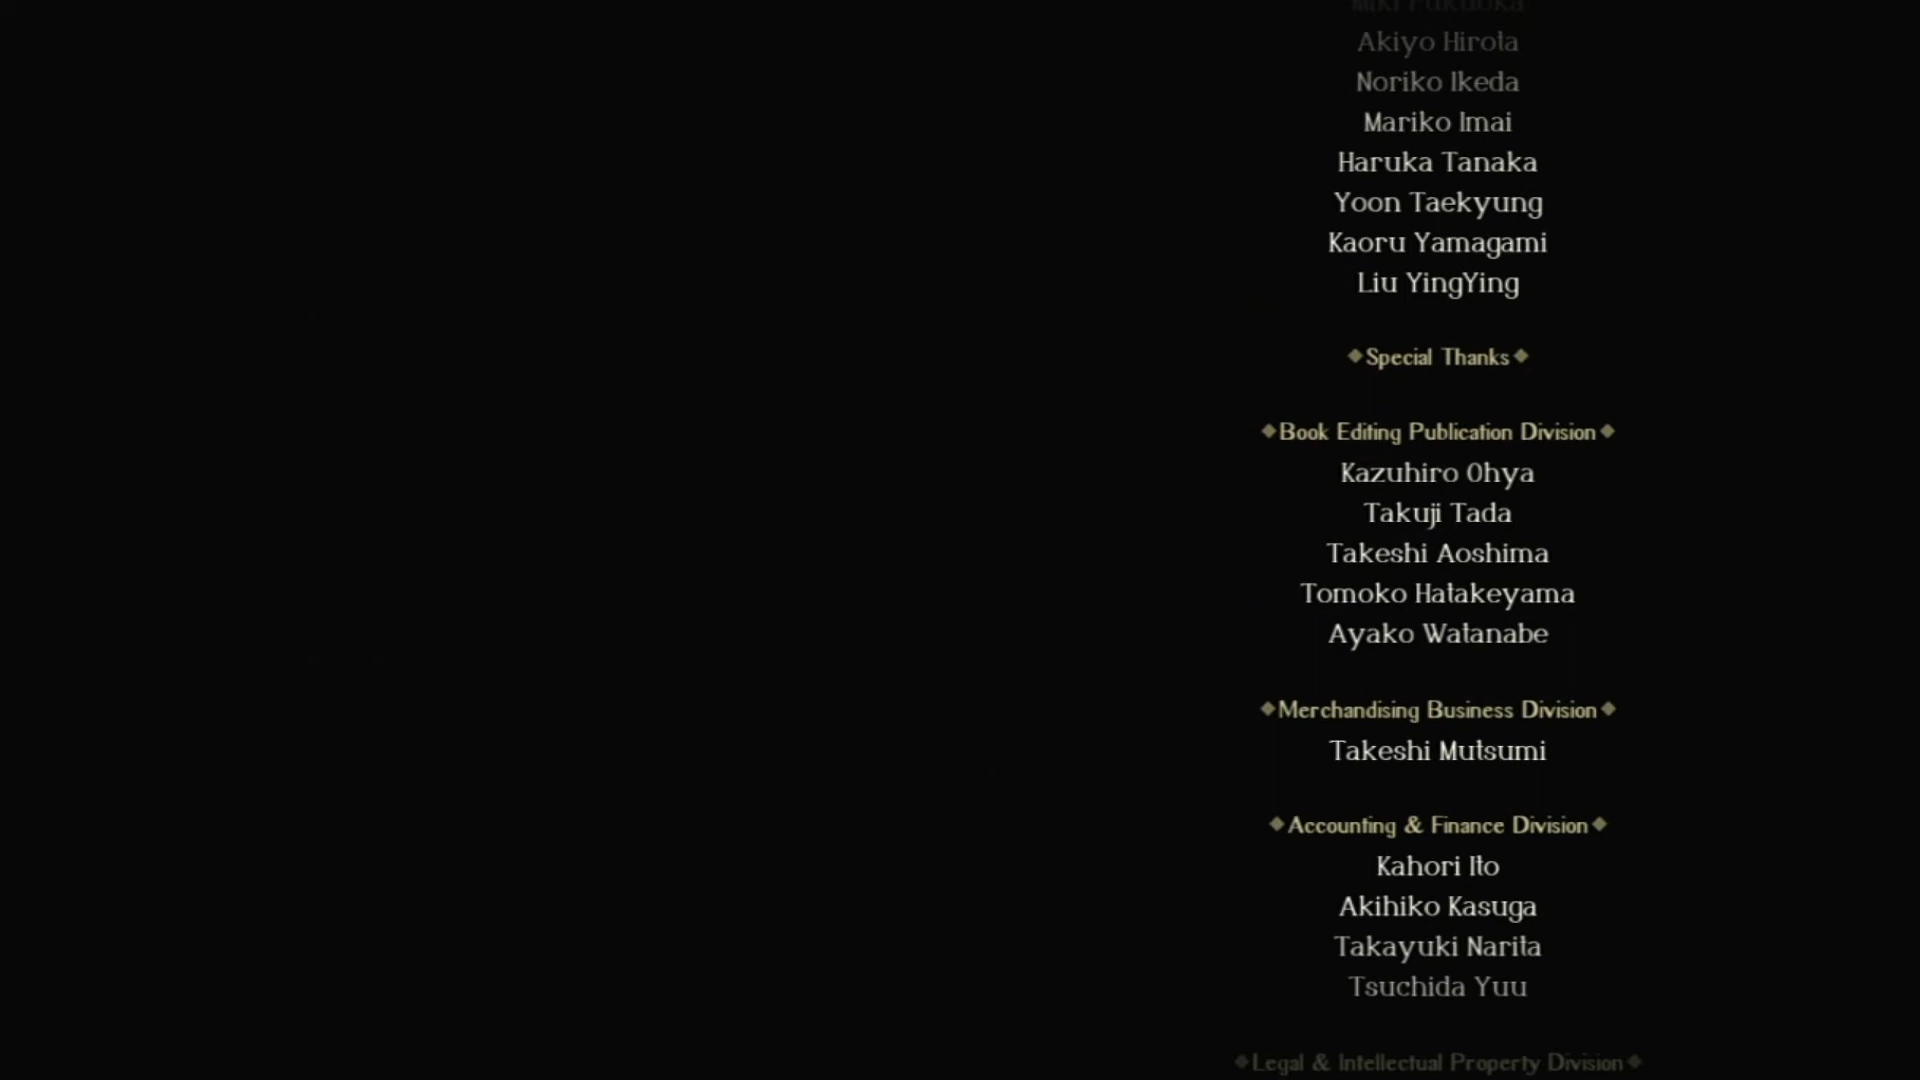 Miki Fukuoka
Akiyo Hirota
Noriko Ikeda
Mariko Imai
Haruka Tanaka
Yoon Taekyung
Kaoru Yamagami
Liu YingYing
◆Special Thanks◆
◆Book Editing Publication Division◆
Kazuhiro Ohya
Takuji Tada
Takeshi Aoshima
Tomoko Hatakeyama
Ayako Watanabe
◆Merchandising Business Division◆
Takeshi Mutsumi
◆Accounting & Finance Division◆
Kahori Ito
Akihiko Kasuga
Takayuki Narita
Tsuchida Yuu
◆Legal & Intellectual Property Division◆